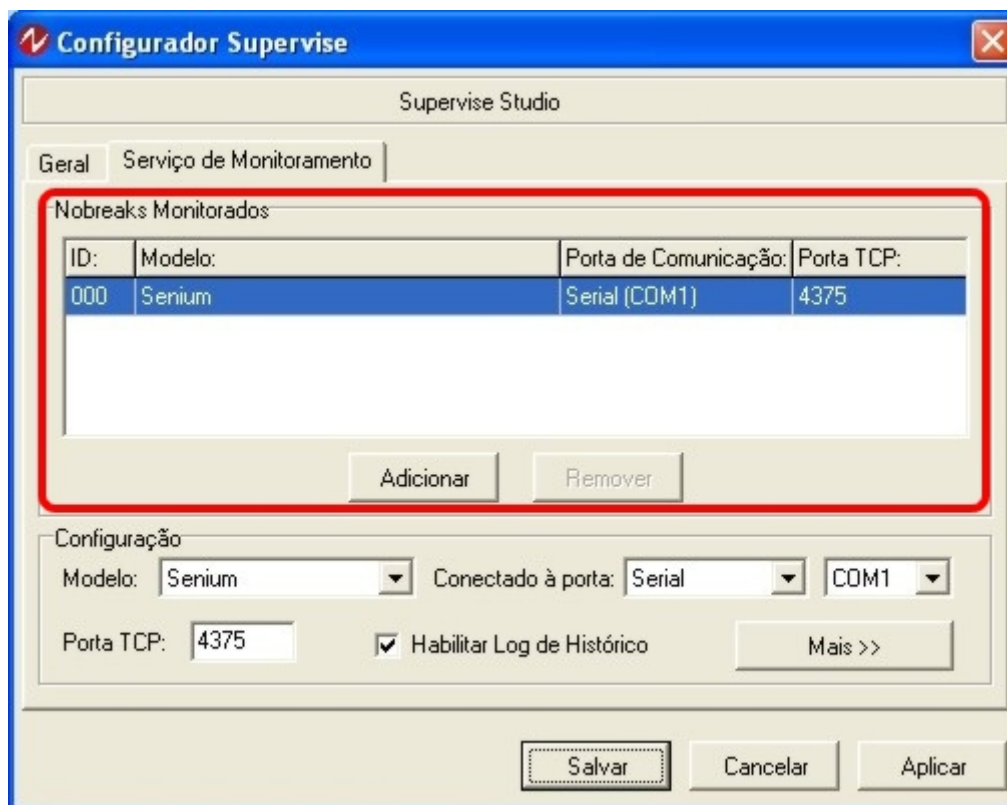 Configurador Supervise
Supervise Studio
Geral Serviço de Monitoramento
Nobreaks Monitorados
ID: Modelo: Porta de Comunicação: Porta TCP:
000 Senium Serial (COM1) 4375
Adicionar Remover
Configuração
Modelo: Senium Conectado à porta: Serial COM1
Porta TCP: 4375 Habilitar Log de Histórico Mais >>
Salvar Cancelar Aplicar